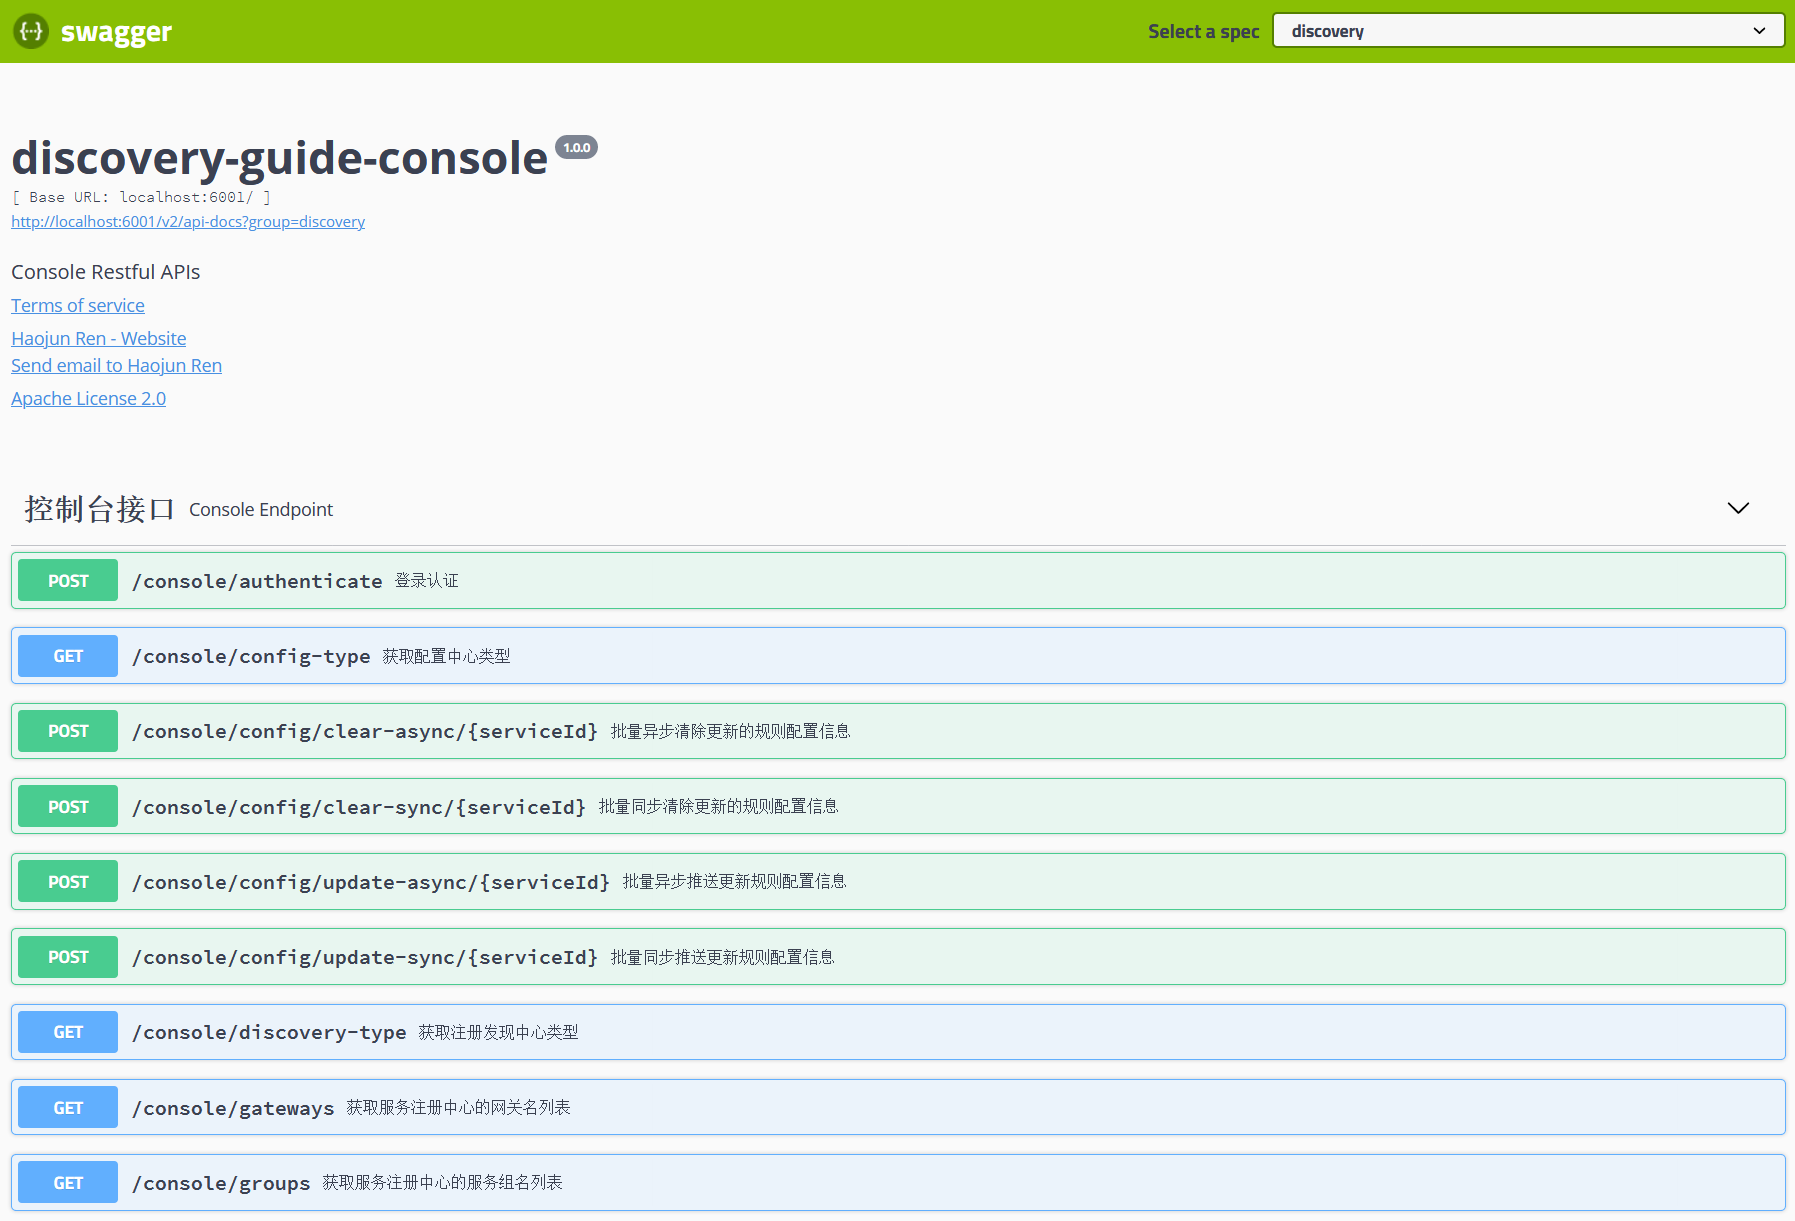 {···} swagger Select a spec discovery
discovery-guide-console 1.0.0
[ Base URL: localhost:6001/ ]
http://localhost:6001/v2/api-docs?group=discovery
Console Restful APIs
Terms of service
Haojun Ren - Website
Send email to Haojun Ren
Apache License 2.0
控制台接口 Console Endpoint
POST /console/authenticate 登录认证
GET /console/config-type 获取配置中心类型
POST /console/config/clear-async/{serviceId} 批量异步清除更新的规则配置信息
POST /console/config/clear-sync/{serviceId} 批量同步清除更新的规则配置信息
POST /console/config/update-async/{serviceId} 批量异步推送更新规则配置信息
POST /console/config/update-sync/{serviceId} 批量同步推送更新规则配置信息
GET /console/discovery-type 获取注册发现中心类型
GET /console/gateways 获取服务注册中心的网关名列表
GET /console/groups 获取服务注册中心的服务组名列表